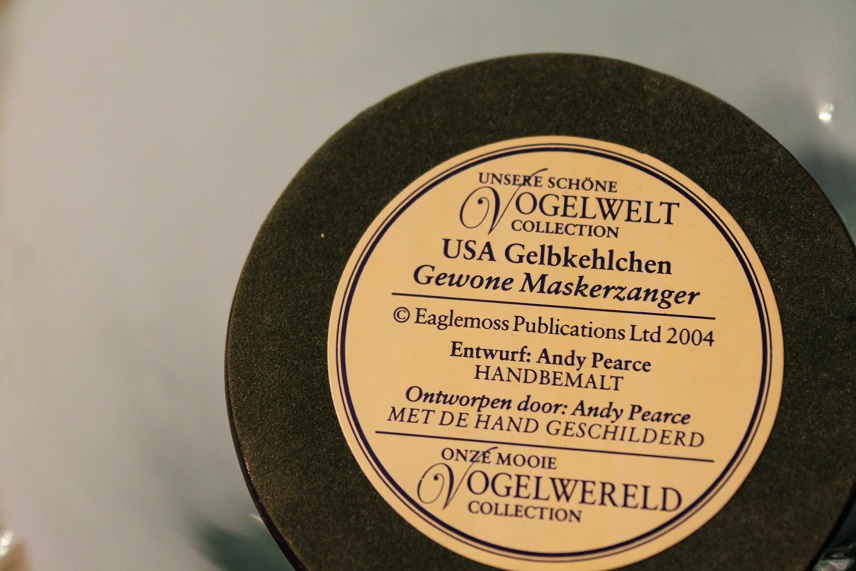 UNSERE SCHÖNE
VOGELWELT
COLLECTION
USA Gelbkehlchen
Gewone Maskerzanger
© Eaglemoss Publications Ltd 2004
Entwurf: Andy Pearce
HANDBEMALT
Ontworpen door: Andy Pearce
MET DE HAND GESCHILDERD
ONZE MOOIE
VOGELWERELD
COLLECTION